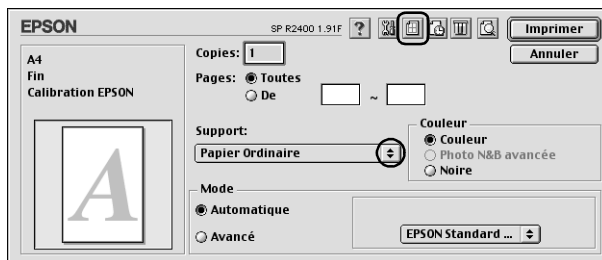 EPSON
SP R2400 1.91F
?
Imprimer
Annuler
A4
Fin
Calibration EPSON
A
Copies: 1
Pages: Toutes
De ~
Support:
Papier Ordinaire
Couleur
Couleur
Photo N&B avancée
Noire
Mode
Automatique
Avancé
EPSON Standard ...